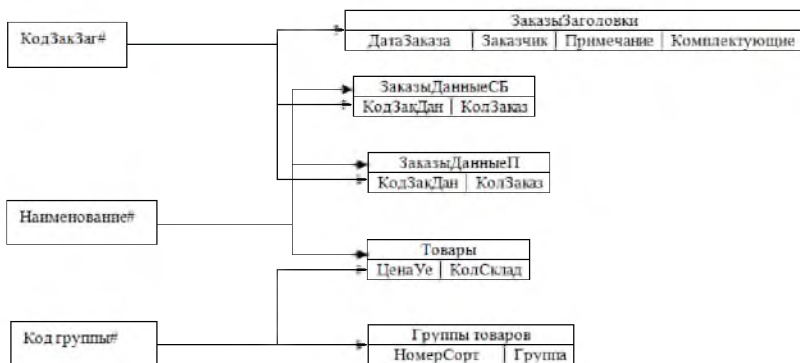 ЗаказыЗаголовки
КодЗакЗаг#
ДатаЗаказа Заказчик Примечание Комплектующие
ЗаказыДанныеСБ
КодЗакДан КолЗаказ
ЗаказыДанныеП
КодЗакДан КолЗаказ
Наименование#
Товары
ЦенаУе КолСклад
Код группы#
Группы товаров
НомерСорт Группа